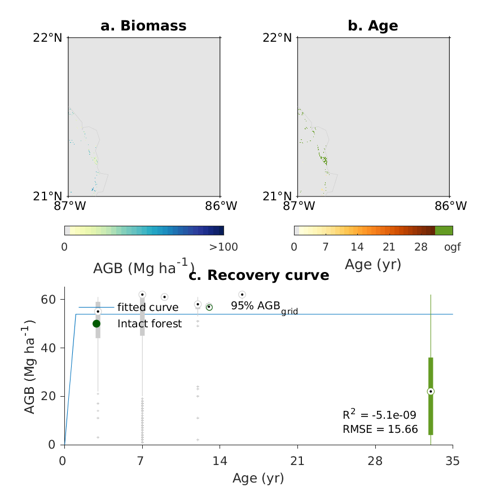 a. Biomass
b. Age
22°N
21°N
87°W
86°W
22°N
21°N
87°W
86°W
0
>100
AGB (Mg ha-1)
0
7
14
21
28
ogf
Age (yr)
c. Recovery curve
AGB (Mg ha-1)
60
40
20
0
fitted curve
95% AGBgrid
Intact forest
R2 = -5.1e-09
RMSE = 15.66
0
7
14
21
28
35
Age (yr)